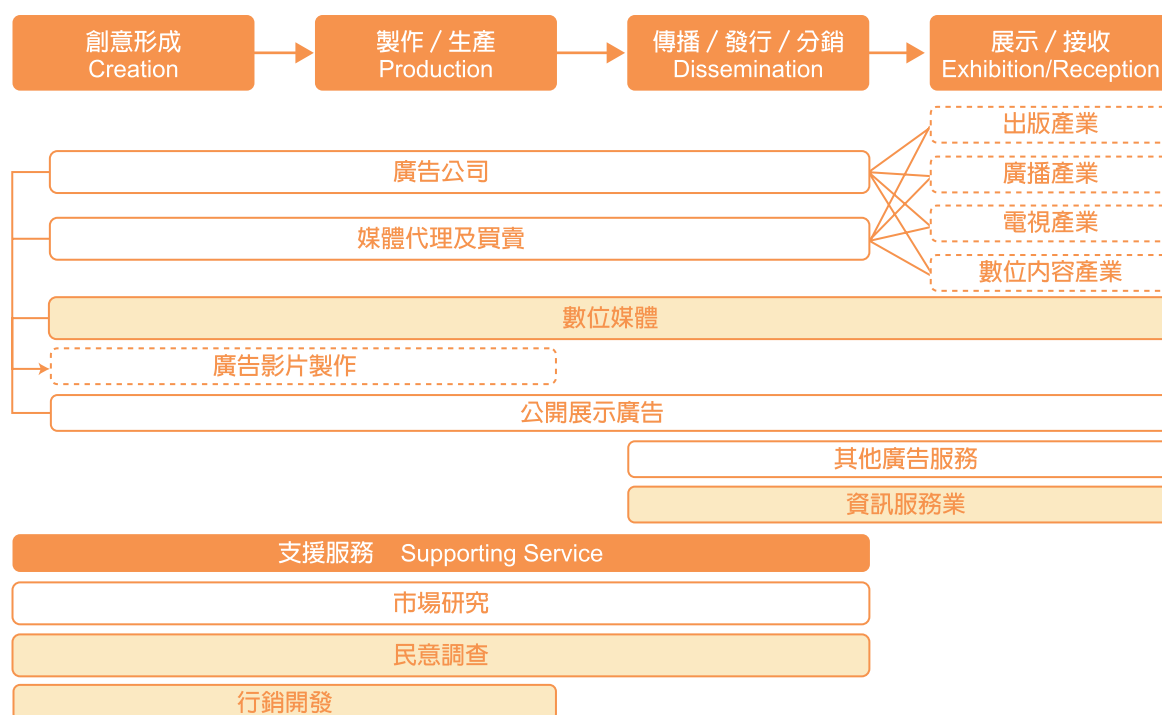 創意形成
Creation
製作 / 生產
Production
傳播 / 發行 / 分銷
Dissemination
展示 / 接收
Exhibition/Reception
出版產業
廣告公司
廣播產業
電視產業
媒體代理及買賣
數位內容產業
數位媒體
廣告影片製作
公開展示廣告
其他廣告服務
資訊服務業
支援服務 Supporting Service
市場研究
民意調查
行銷開發